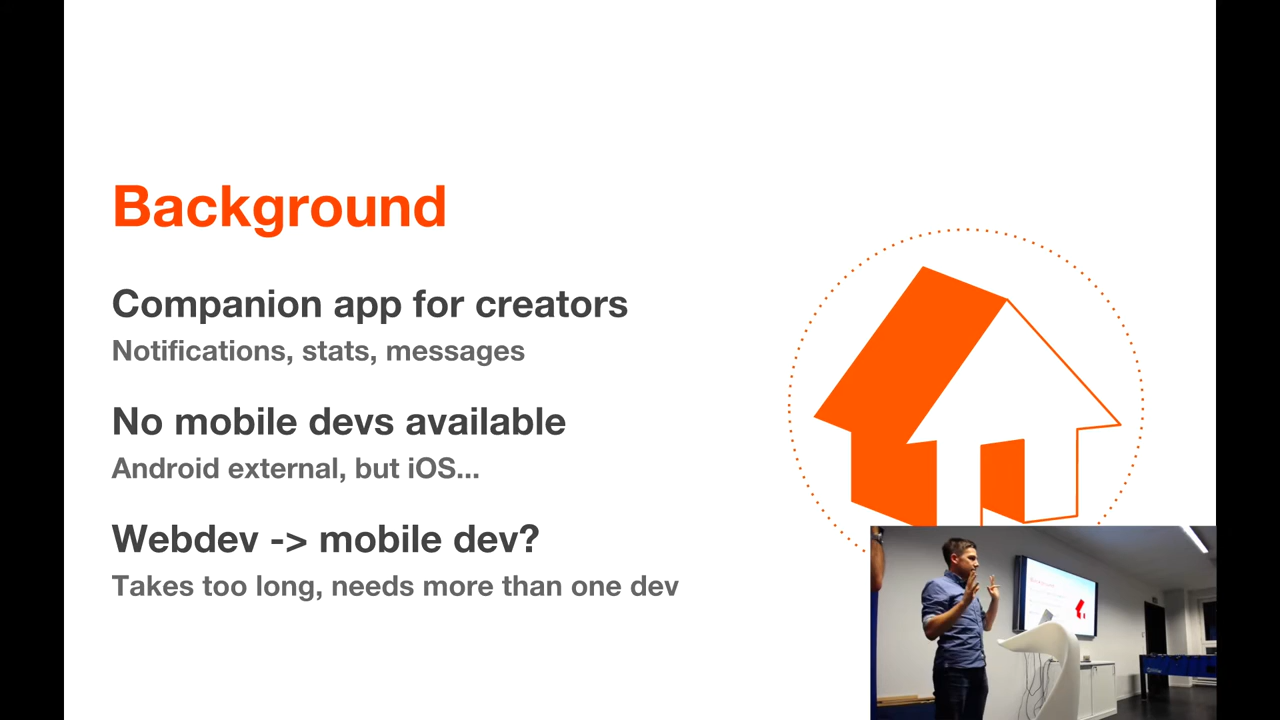 Background
Companion app for creators
Notifications, stats, messages
No mobile devs available
Android external, but iOS...
Webdev -> mobile dev?
Takes too long, needs more than one dev